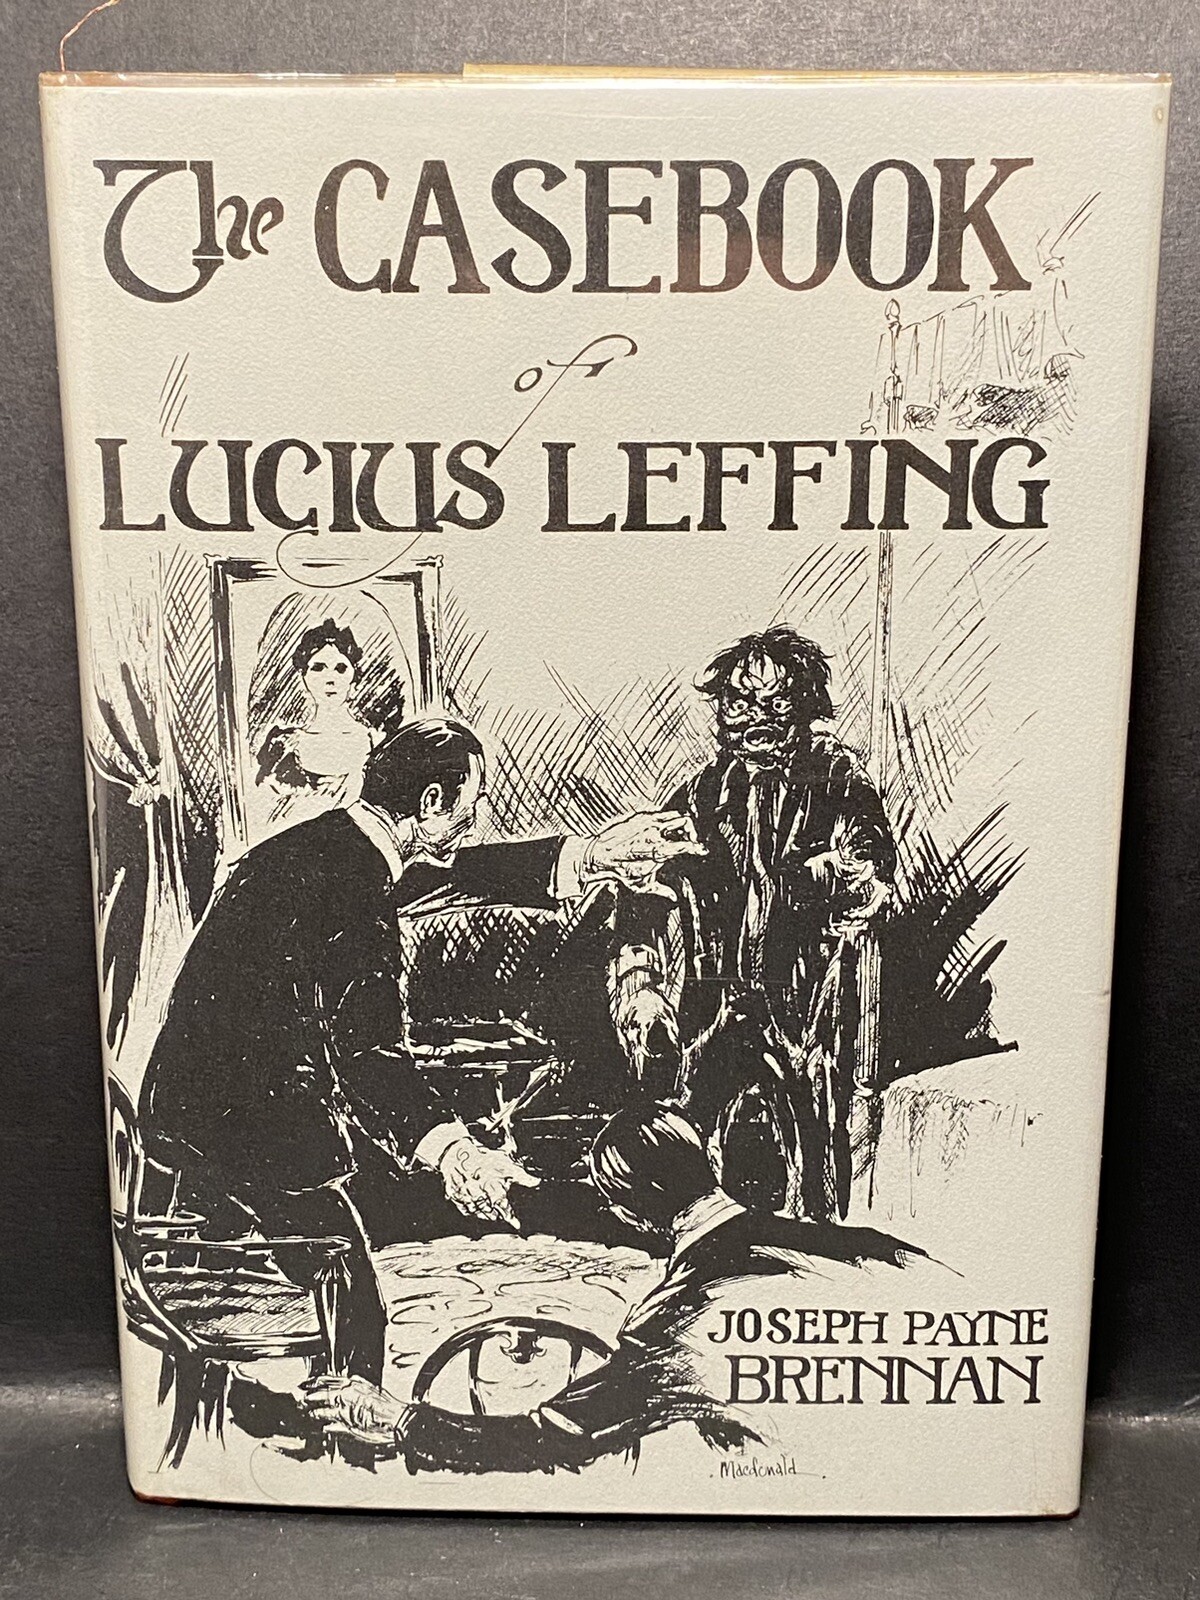 The CASEBOOK
of
LUCIUS LEFFING
JOSEPH PAYNE
BRENNAN
Macdonald